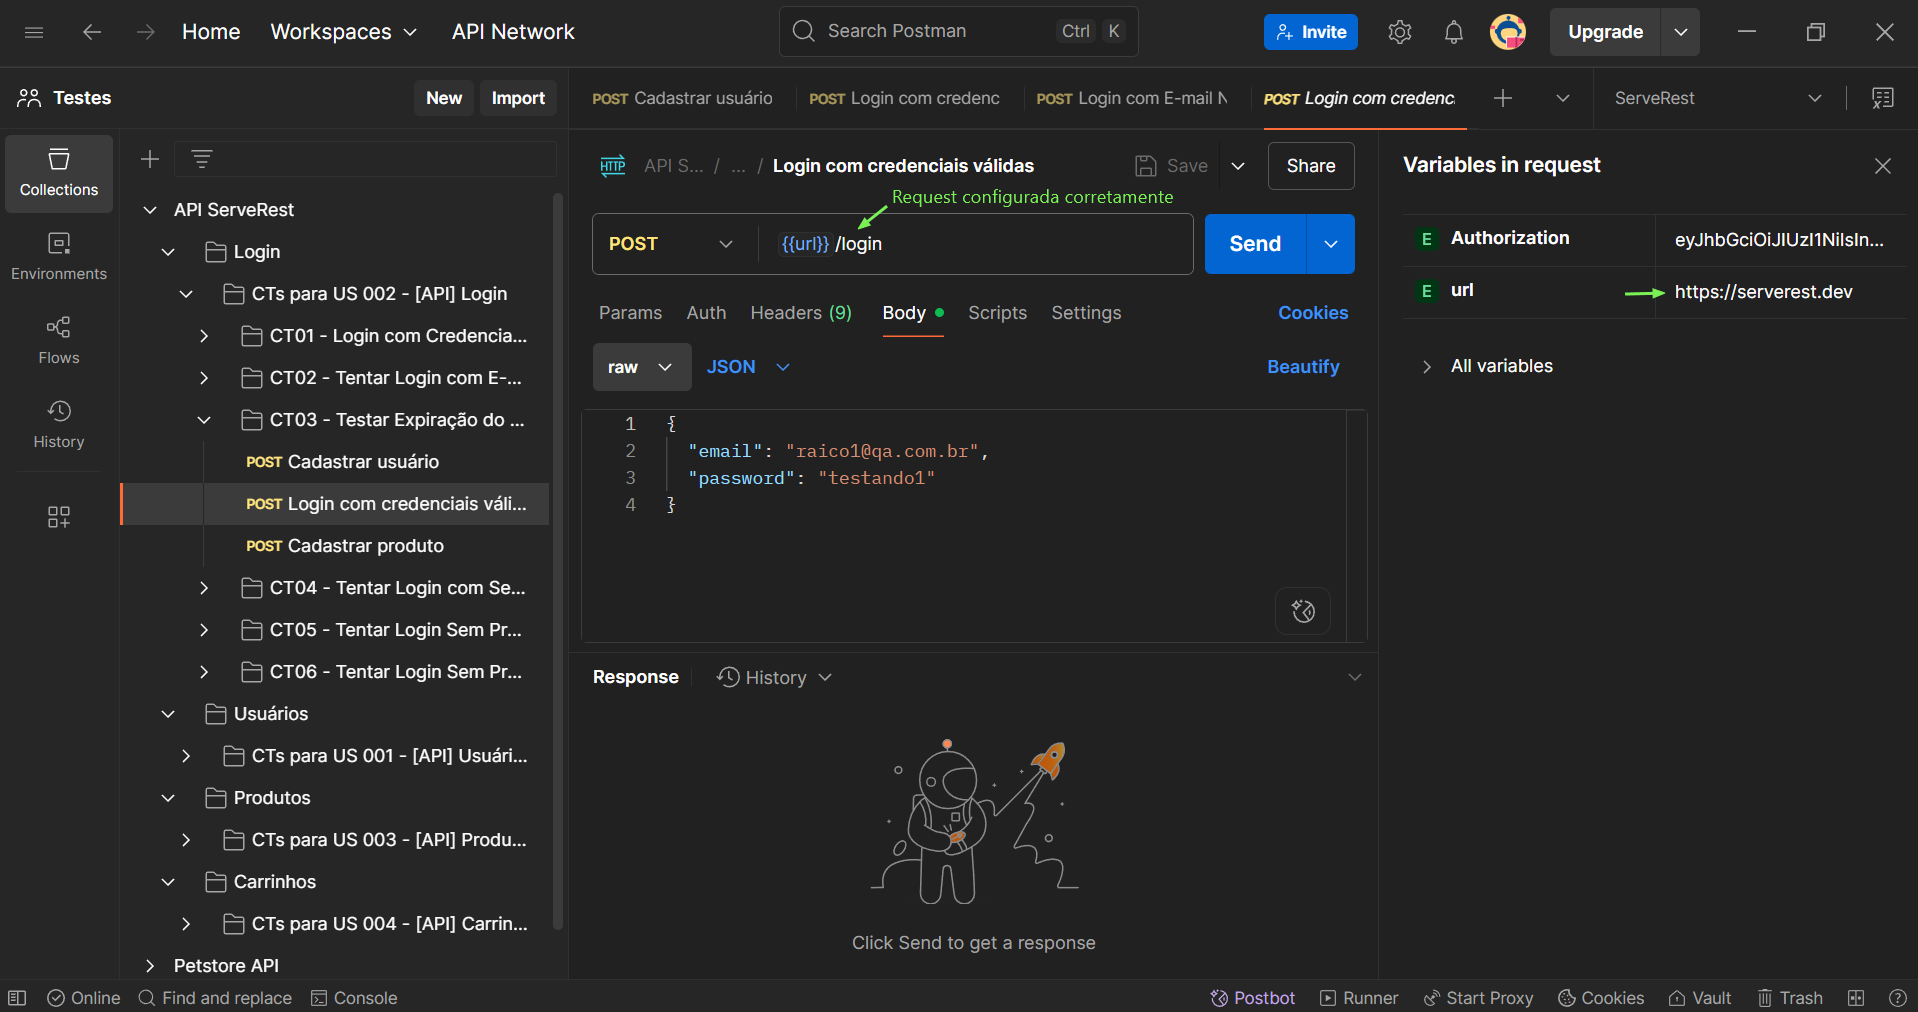 Home
Workspaces
API Network
Search Postman
Ctrl
K
Invite
Upgrade
Testes
New
Import
POST Cadastrar usuário
POST Login com credenc
POST Login com E-mail N
POST Login com credenc
ServeRest
Collections
Environments
Flows
History
API ServeRest
Login
CTs para US 002 - [API] Login
CT01 - Login com Credencia...
CT02 - Tentar Login com E-...
CT03 - Testar Expiração do ...
POST Cadastrar usuário
POST Login com credenciais váli...
POST Cadastrar produto
CT04 - Tentar Login com Se...
CT05 - Tentar Login Sem Pr...
CT06 - Tentar Login Sem Pr...
Usuários
CTs para US 001 - [API] Usuári...
Produtos
CTs para US 003 - [API] Produ...
Carrinhos
CTs para US 004 - [API] Carrin...
Petstore API
HTTP API S... / ... / Login com credenciais válidas
Save
Share
Request configurada corretamente
POST
{{url}} /login
Send
Params
Auth
Headers (9)
Body
Scripts
Settings
Cookies
raw
JSON
Beautify
1 {
2 "email": "raico1@qa.com.br",
3 "password": "testando1"
4 }
Response
History
Click Send to get a response
Variables in request
E Authorization eyJhbGciOiJIUzI1NiIsIn...
E url https://serverest.dev
All variables
Online
Find and replace
Console
Postbot
Runner
Start Proxy
Cookies
Vault
Trash